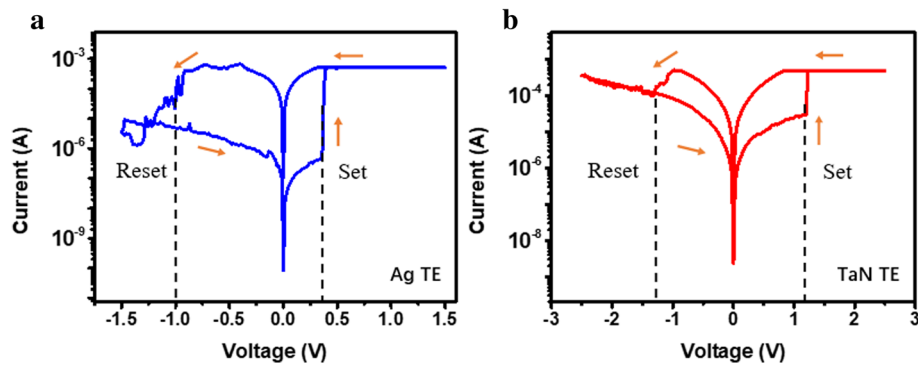 a
10⁻³
10⁻⁶
10⁻⁹
Current (A)
Reset
Set
Ag TE
-1.5 -1.0 -0.5 0.0 0.5 1.0 1.5
Voltage (V)
b
10⁻²
10⁻⁴
10⁻⁶
10⁻⁸
Current (A)
Reset
Set
TaN TE
-3 -2 -1 0 1 2 3
Voltage (V)